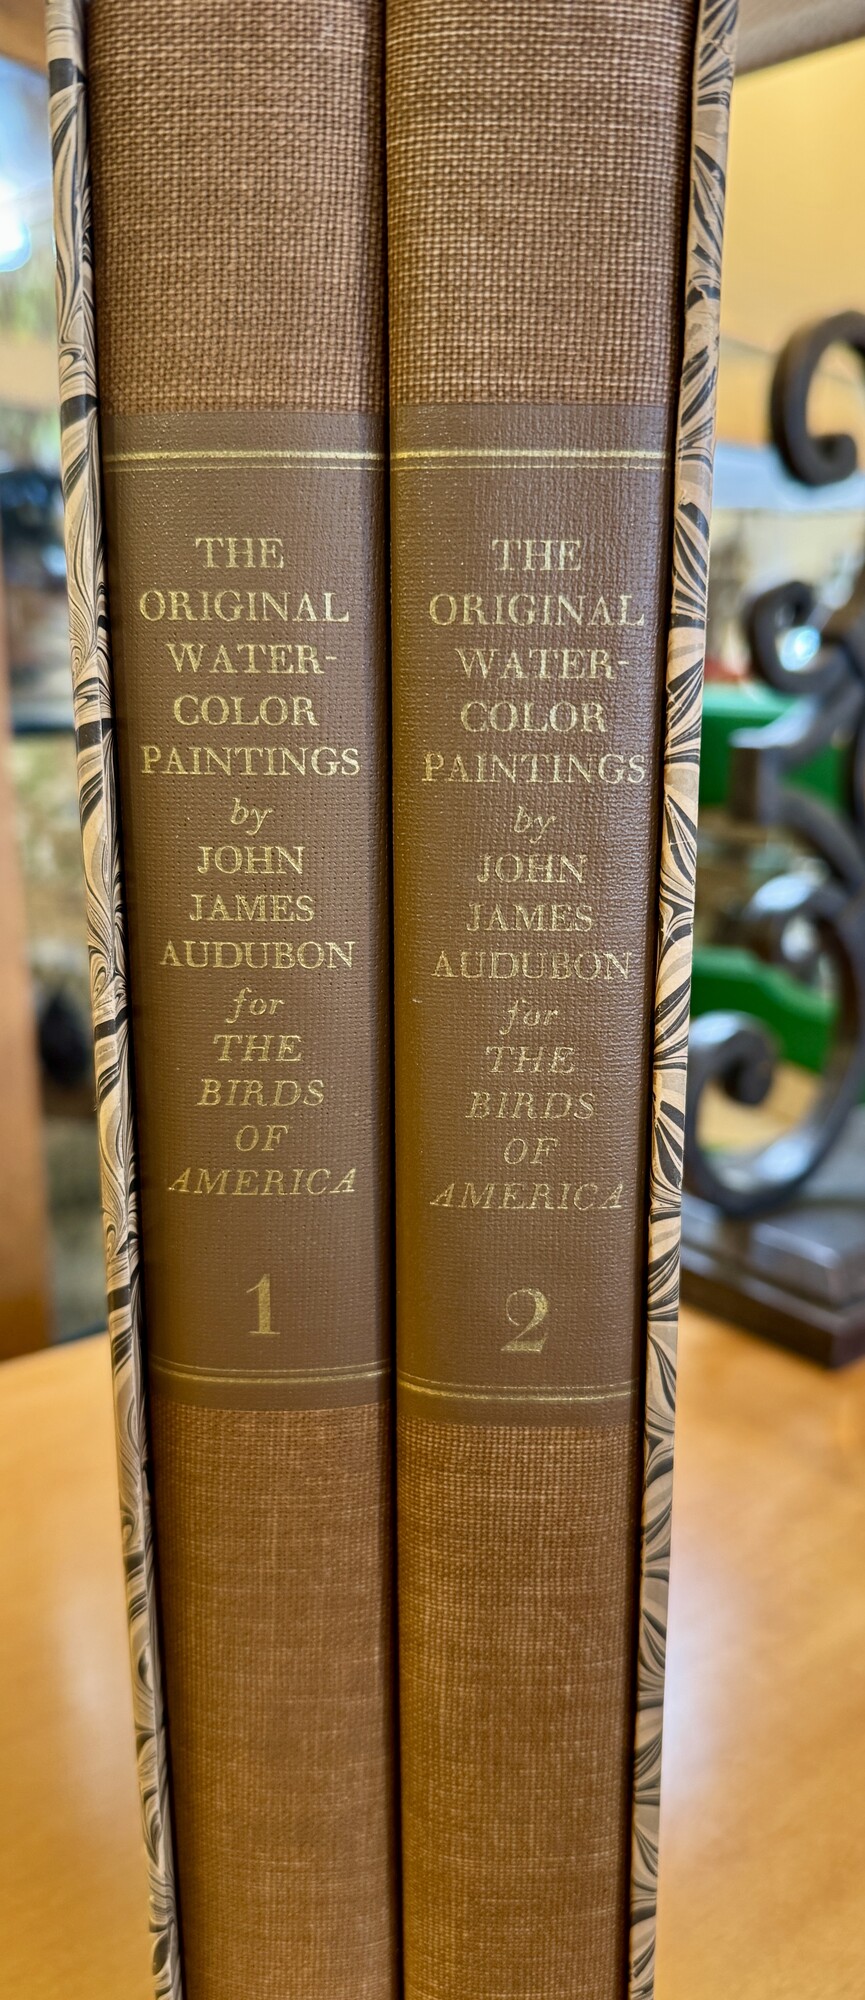 THE
ORIGINAL
WATER-
COLOR
PAINTINGS
by
JOHN
JAMES
AUDUBON
for
THE
BIRDS
OF
AMERICA
1
THE
ORIGINAL
WATER-
COLOR
PAINTINGS
by
JOHN
JAMES
AUDUBON
for
THE
BIRDS
OF
AMERICA
2